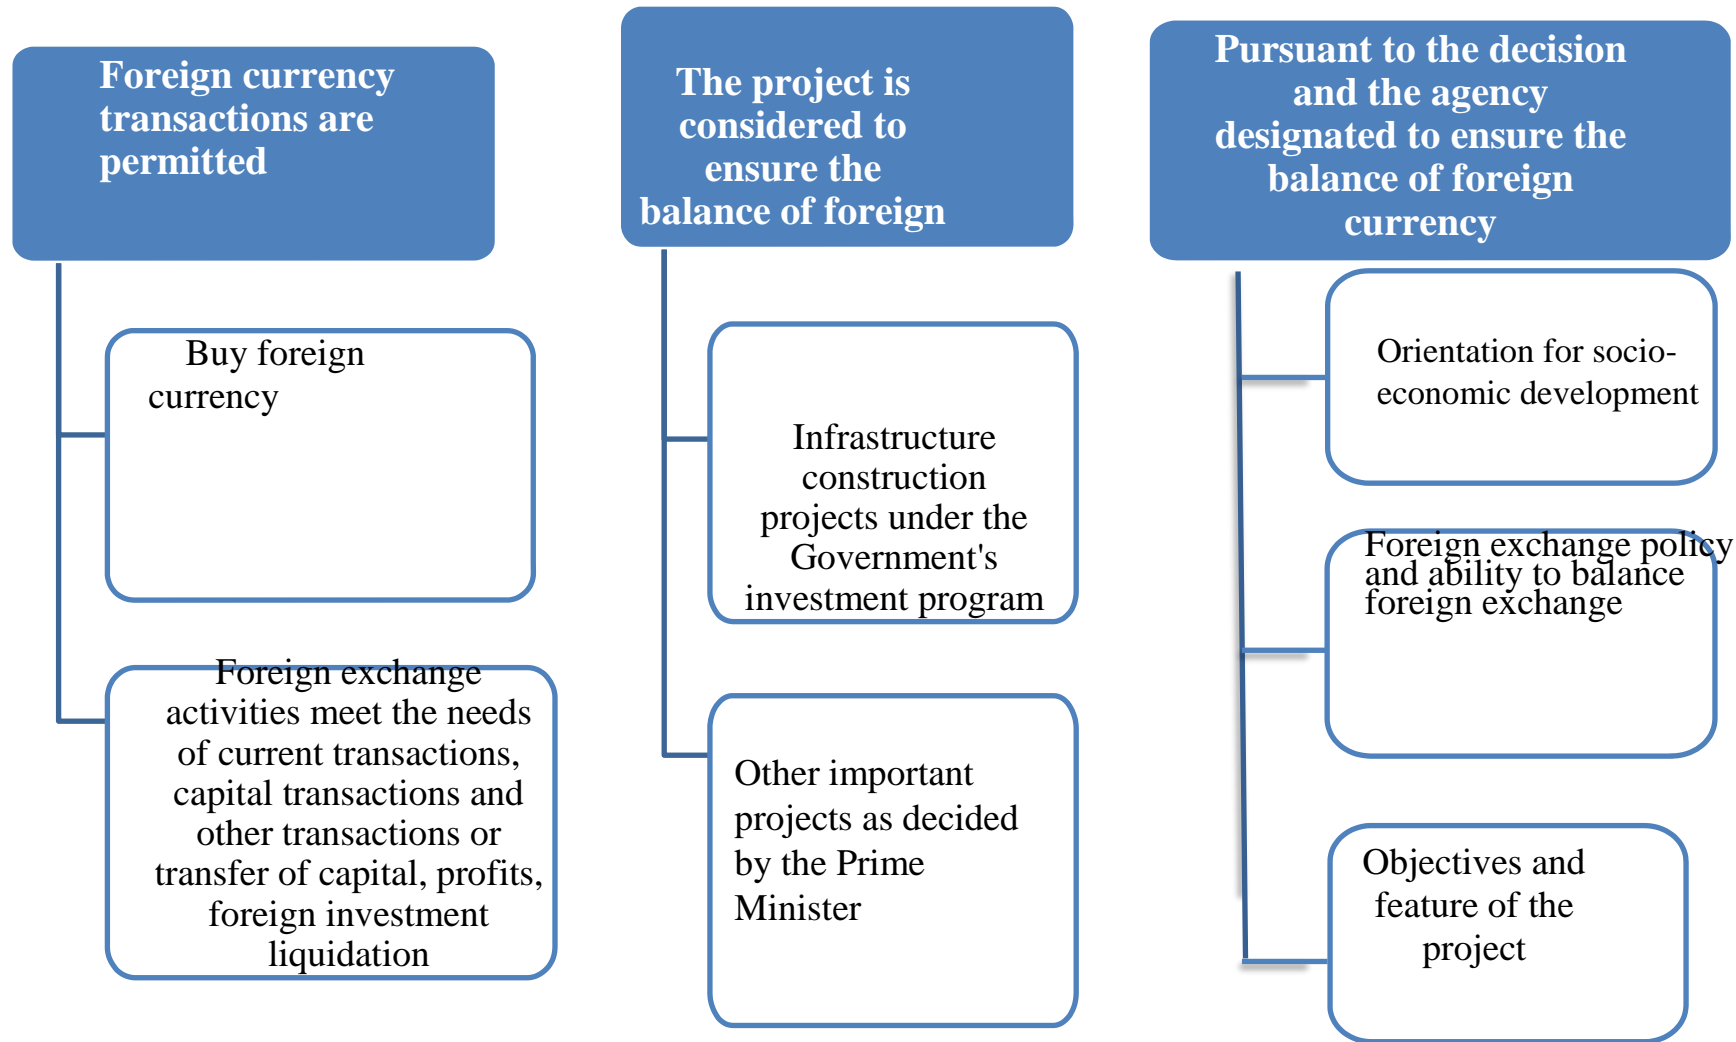 Foreign currency
transactions are
permitted
Buy foreign
currency
Foreign exchange
activities meet the needs
of current transactions,
capital transactions and
other transactions or
transfer of capital, profits,
foreign investment
liquidation
The project is
considered to
ensure the
balance of foreign
Infrastructure
construction
projects under the
Government's
investment program
Other important
projects as decided
by the Prime
Minister
Pursuant to the decision
and the agency
designated to ensure the
balance of foreign
currency
Orientation for socio-
economic development
Foreign exchange policy
and ability to balance
foreign exchange
Objectives and
feature of the
project